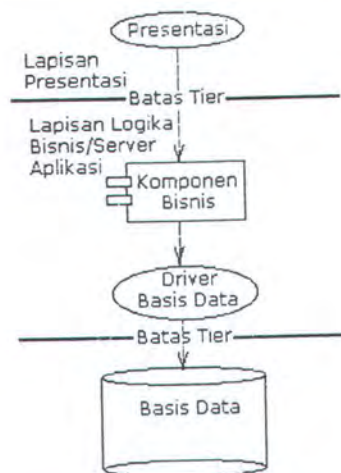 Presentasi
Lapisan
Presentasi
Batas Tier
Lapisan Logika
Bisnis/Server
Aplikasi
Komponen
Bisnis
Driver
Basis Data
Batas Tier
Basis Data